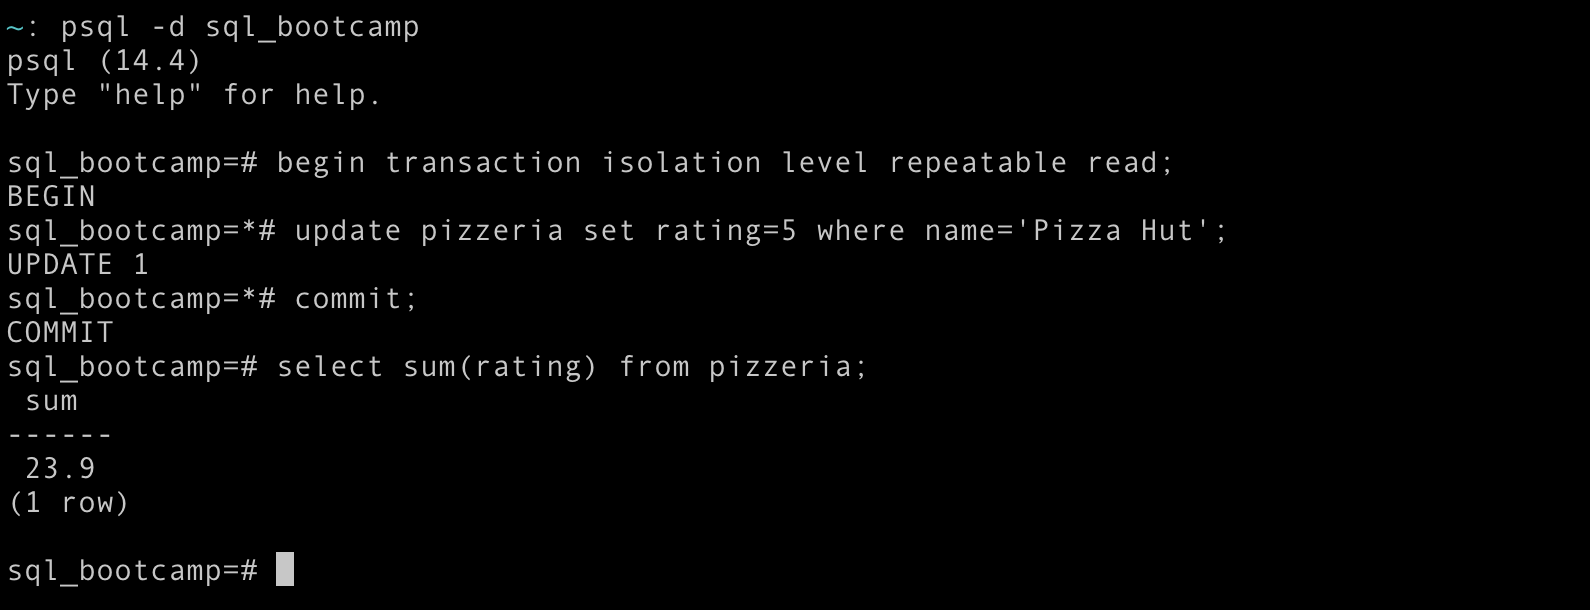 ~: psql -d sql_bootcamp
psql (14.4)
Type "help" for help.
sql_bootcamp=# begin transaction isolation level repeatable read;
BEGIN
sql_bootcamp=*# update pizzeria set rating=5 where name='Pizza Hut';
UPDATE 1
sql_bootcamp=*# commit;
COMMIT
sql_bootcamp=# select sum(rating) from pizzeria;
 sum
------
 23.9
(1 row)
sql_bootcamp=#